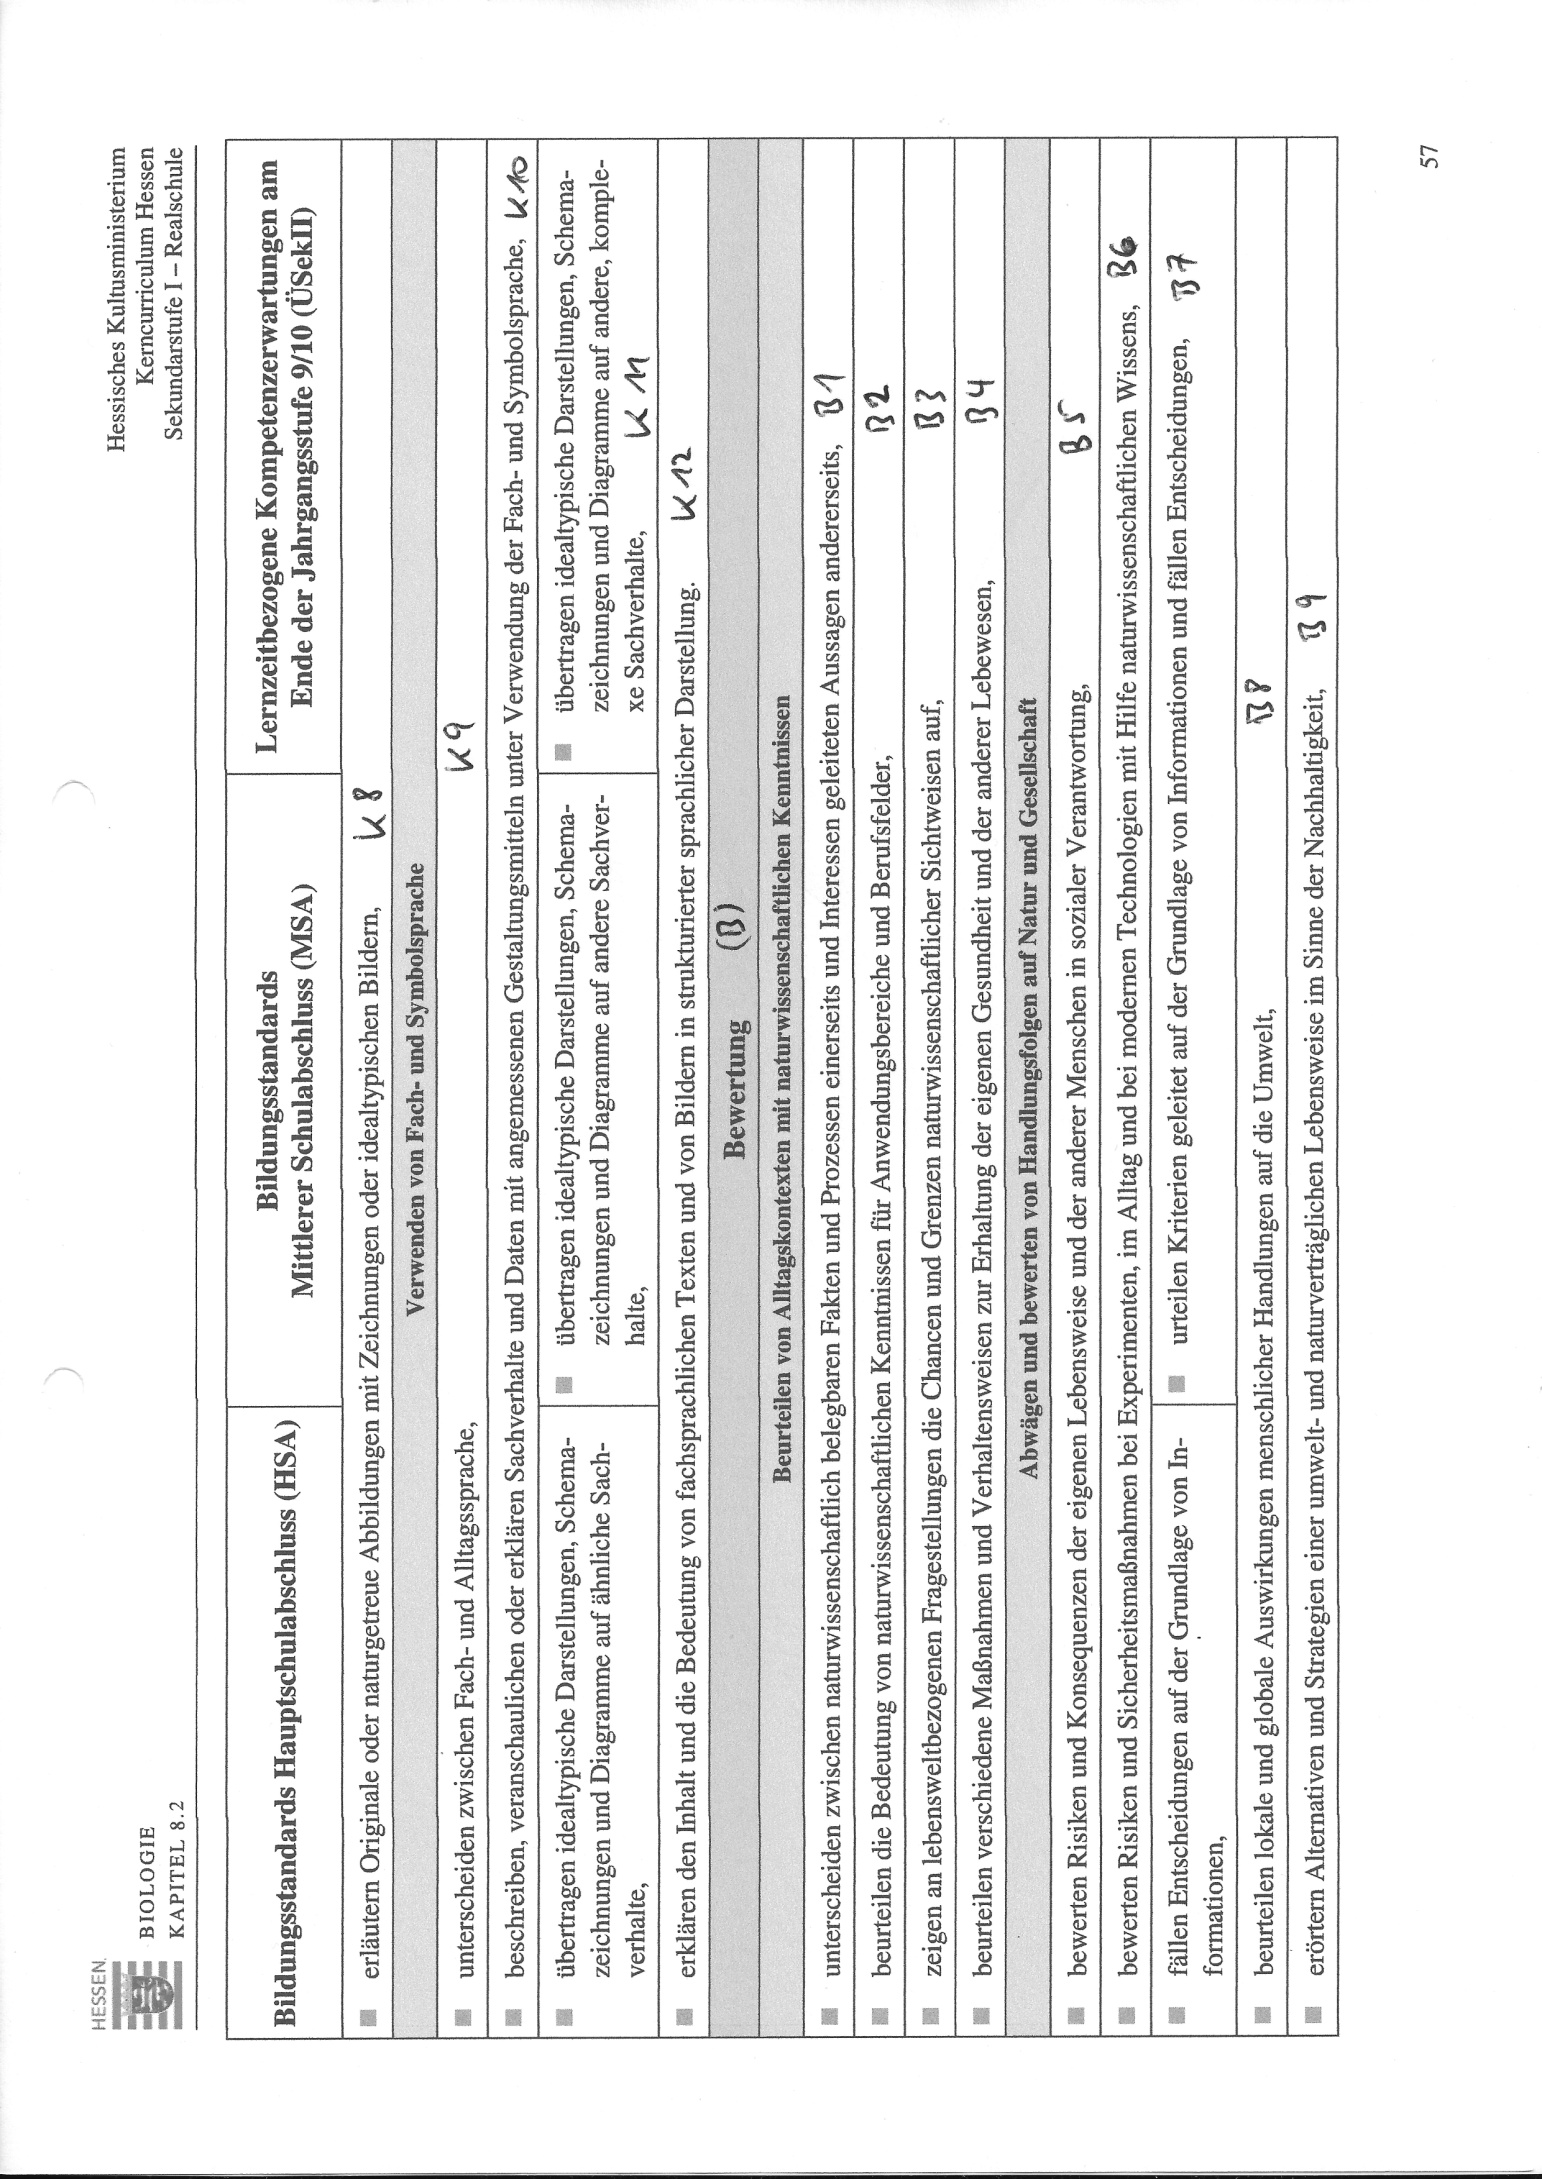 HESSEN
BIOLOGIE
KAPITEL 8.2
Hessisches Kultusministerium
Kerncurriculum Hessen
Sekundarstufe I – Realschule
Bildungsstandards Hauptschulabschluss (HSA)
Bildungsstandards
Mittlerer Schulabschluss (MSA)
Lernzeitbezogene Kompetenzerwartungen am
Ende der Jahrgangsstufe 9/10 (ÜSekII)
erläutern Originale oder naturgetreue Abbildungen mit Zeichnungen oder idealtypischen Bildern, K8
Verwenden von Fach- und Symbolsprache
unterscheiden zwischen Fach- und Alltagssprache, K9
beschreiben, veranschaulichen oder erklären Sachverhalte und Daten mit angemessenen Gestaltungsmitteln unter Verwendung der Fach- und Symbolsprache, K10
übertragen idealtypische Darstellungen, Schema-
zeichnungen und Diagramme auf ähnliche Sach-
verhalte,
übertragen idealtypische Darstellungen, Schema-
zeichnungen und Diagramme auf andere Sachver-
halte,
übertragen idealtypische Darstellungen, Schema-
zeichnungen und Diagramme auf andere, komple-
xe Sachverhalte, K11
erklären den Inhalt und die Bedeutung von fachsprachlichen Texten und von Bildern in strukturierter sprachlicher Darstellung. K12
Bewertung (B)
Beurteilen von Alltagskontexten mit naturwissenschaftlichen Kenntnissen
unterscheiden zwischen naturwissenschaftlich belegbaren Fakten und Prozessen einerseits und Interessen geleiteten Aussagen andererseits, B1
beurteilen die Bedeutung von naturwissenschaftlichen Kenntnissen für Anwendungsbereiche und Berufsfelder, B2
zeigen an lebensweltbezogenen Fragestellungen die Chancen und Grenzen naturwissenschaftlicher Sichtweisen auf, B3
beurteilen verschiedene Maßnahmen und Verhaltensweisen zur Erhaltung der eigenen Gesundheit und der anderer Lebewesen, B4
Abwägen und bewerten von Handlungsfolgen auf Natur und Gesellschaft
bewerten Risiken und Konsequenzen der eigenen Lebensweise und der anderer Menschen in sozialer Verantwortung, B5
bewerten Risiken und Sicherheitsmaßnahmen bei Experimenten, im Alltag und bei modernen Technologien mit Hilfe naturwissenschaftlichen Wissens, B6
fällen Entscheidungen auf der Grundlage von In-
formationen,
urteilen Kriterien geleitet auf der Grundlage von Informationen und fällen Entscheidungen, B7
beurteilen lokale und globale Auswirkungen menschlicher Handlungen auf die Umwelt, B8
erörtern Alternativen und Strategien einer umwelt- und naturverträglichen Lebensweise im Sinne der Nachhaltigkeit, B9
57